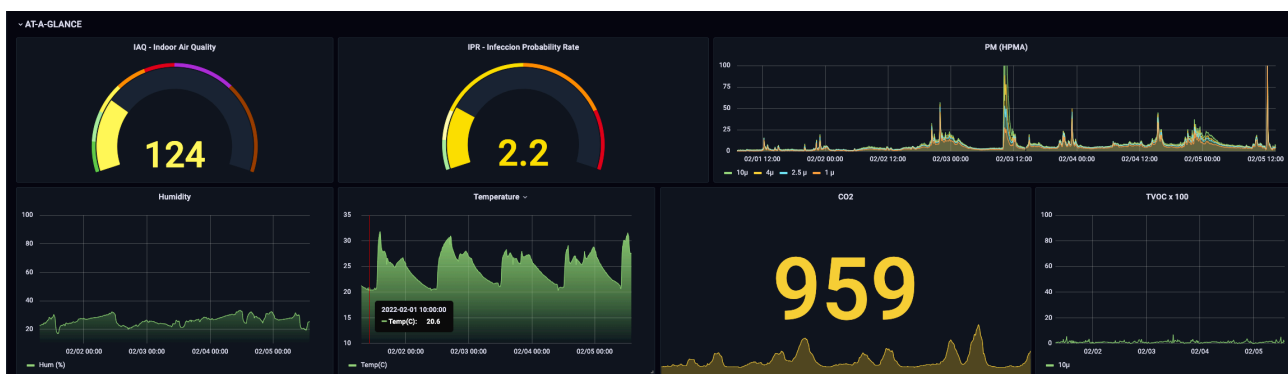 AT-A-GLANCE
IAQ - Indoor Air Quality
124
IPR - Infeccion Probability Rate
2.2
PM (HPMA)
100
75
50
25
0
02/01 12:00 02/02 00:00 02/02 12:00 02/03 00:00 02/03 12:00 02/04 00:00 02/04 12:00 02/05 00:00 02/05 12:00
10µ 4µ 2.5 µ 1 µ
Humidity
100
80
60
40
20
02/02 00:00 02/03 00:00 02/04 00:00 02/05 00:00
Hum (%)
Temperature
35
30
25
20
15
10
2022-02-01 10:00:00
Temp(C): 20.6
02/02 00:00 02/03 00:00 02/04 00:00 02/05 00:00
Temp(C)
CO2
959
TVOC x 100
100
80
60
40
20
0
02/02 02/03 02/04 02/05
10µ